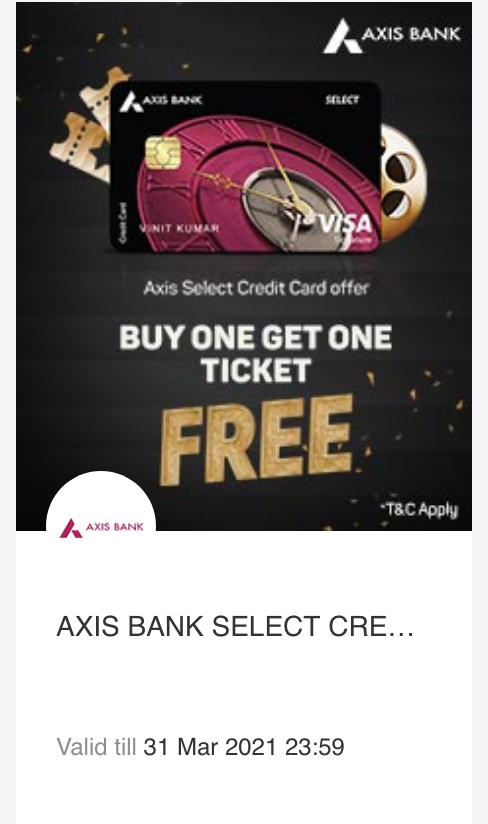 AXIS BANK
AXIS BANK
SELECT
Credit Card
VINIT KUMAR
VISA
Signature
Axis Select Credit Card offer
BUY ONE GET ONE
TICKET
FREE
*T&C Apply
AXIS BANK
AXIS BANK SELECT CRE...
Valid till 31 Mar 2021 23:59